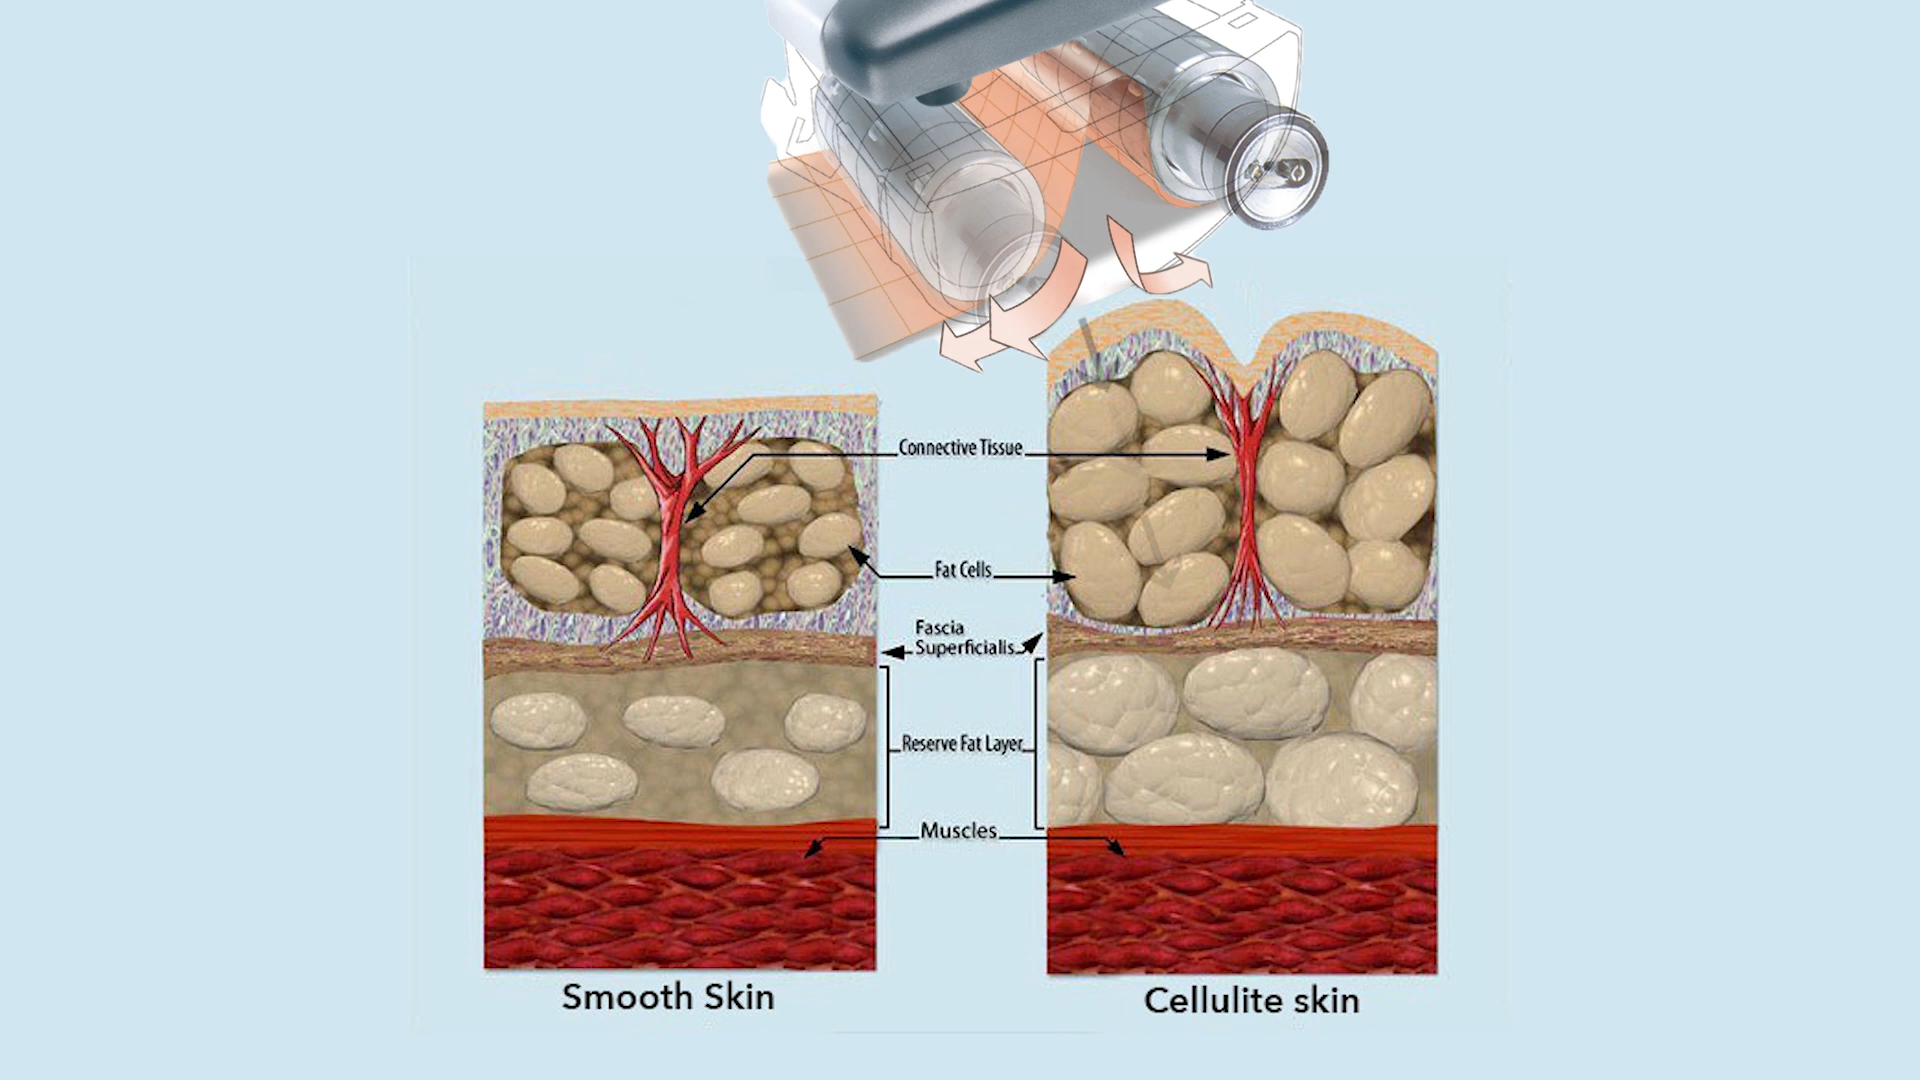 Connective Tissue
Fat Cells
Fascia
Superficialis
Reserve Fat Layer
Muscles
Smooth Skin
Cellulite skin